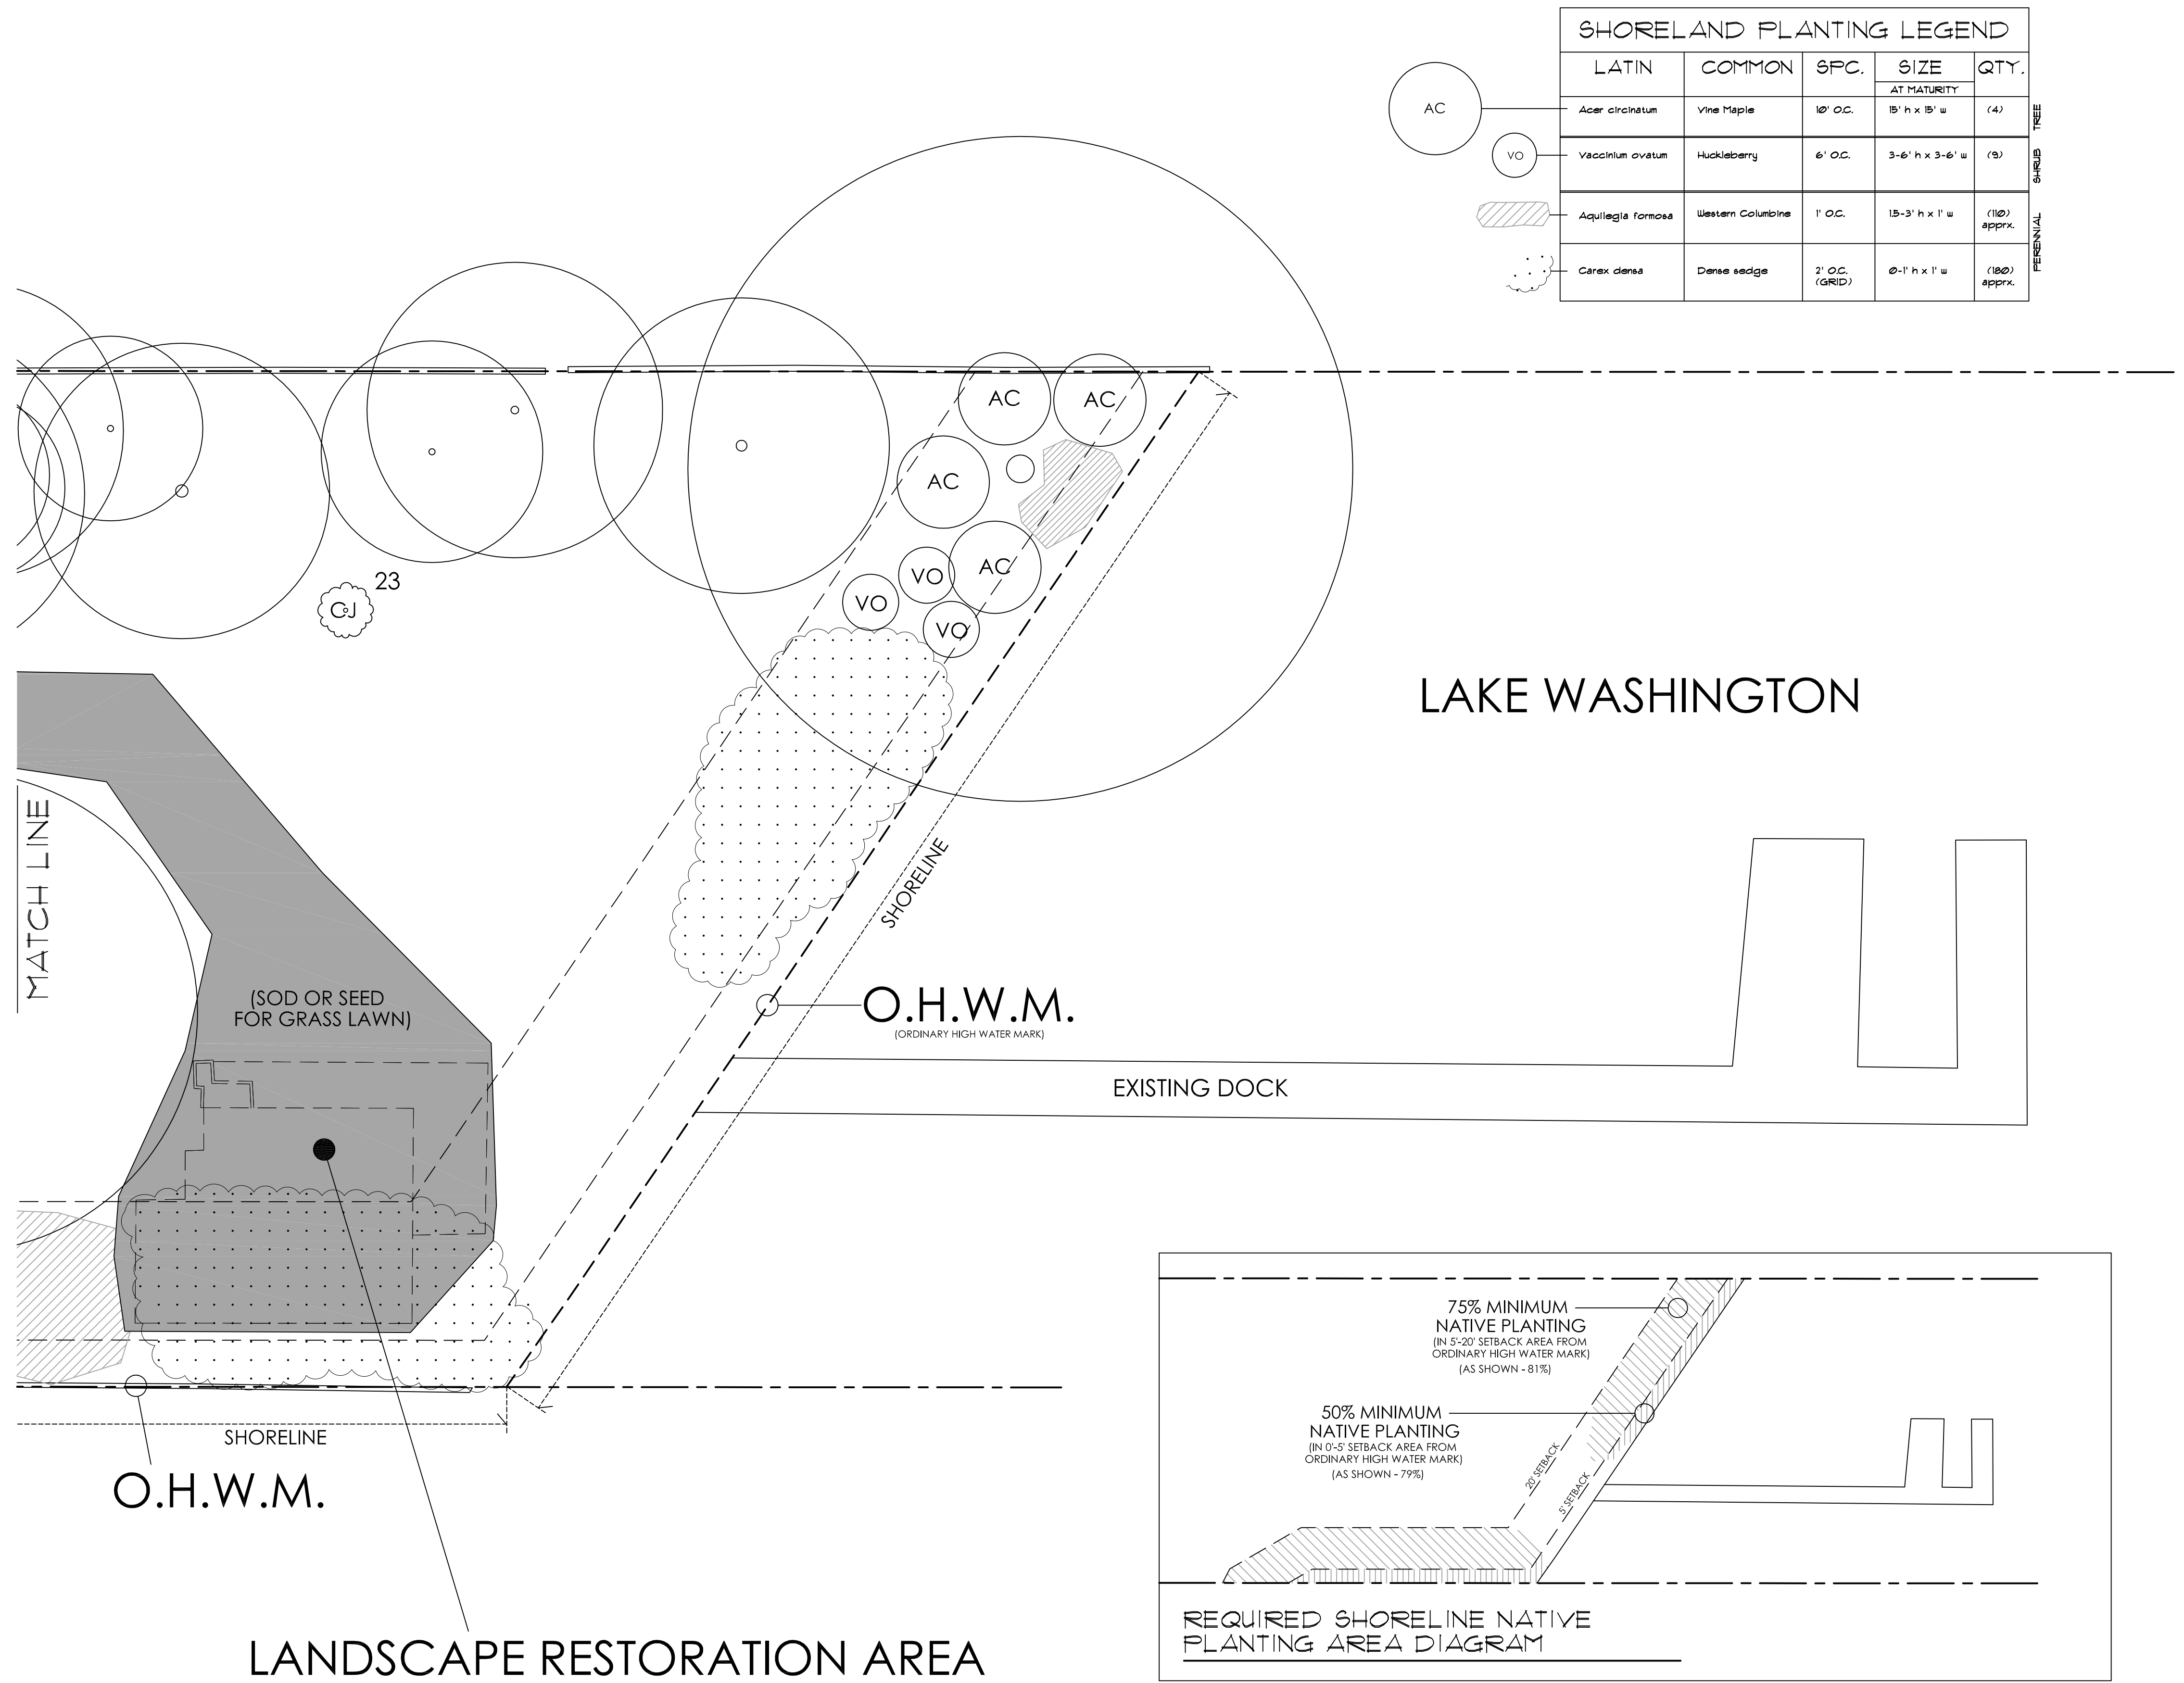 SHORELAND PLANTING LEGEND
LATIN COMMON SPC. SIZE QTY.
AT MATURITY
AC Acer circinatum Vine Maple 10' O.C. 15' h x 15' w (4) TREE
VO Vaccinium ovatum Huckleberry 6' O.C. 3-6' h x 3-6' w (9) SHRUB
Aquilegia formosa Western Columbine 1' O.C. 1.5-3' h x 1' w (110)
apprx.
PERENNIAL
Carex densa Dense sedge 2' O.C. 0-1' h x 1' w (180)
(GRID) apprx.
AC AC
AC
AC
VO
VO
VO
23
CJ
LAKE WASHINGTON
MATCH LINE
SHORELINE
(SOD OR SEED
FOR GRASS LAWN)
O.H.W.M.
(ORDINARY HIGH WATER MARK)
EXISTING DOCK
SHORELINE
O.H.W.M.
LANDSCAPE RESTORATION AREA
75% MINIMUM
NATIVE PLANTING
(IN 5'-20' SETBACK AREA FROM
ORDINARY HIGH WATER MARK)
(AS SHOWN - 81%)
50% MINIMUM
NATIVE PLANTING
(IN 0'-5' SETBACK AREA FROM
ORDINARY HIGH WATER MARK)
(AS SHOWN - 79%)
20' SETBACK
5' SETBACK
REQUIRED SHORELINE NATIVE
PLANTING AREA DIAGRAM